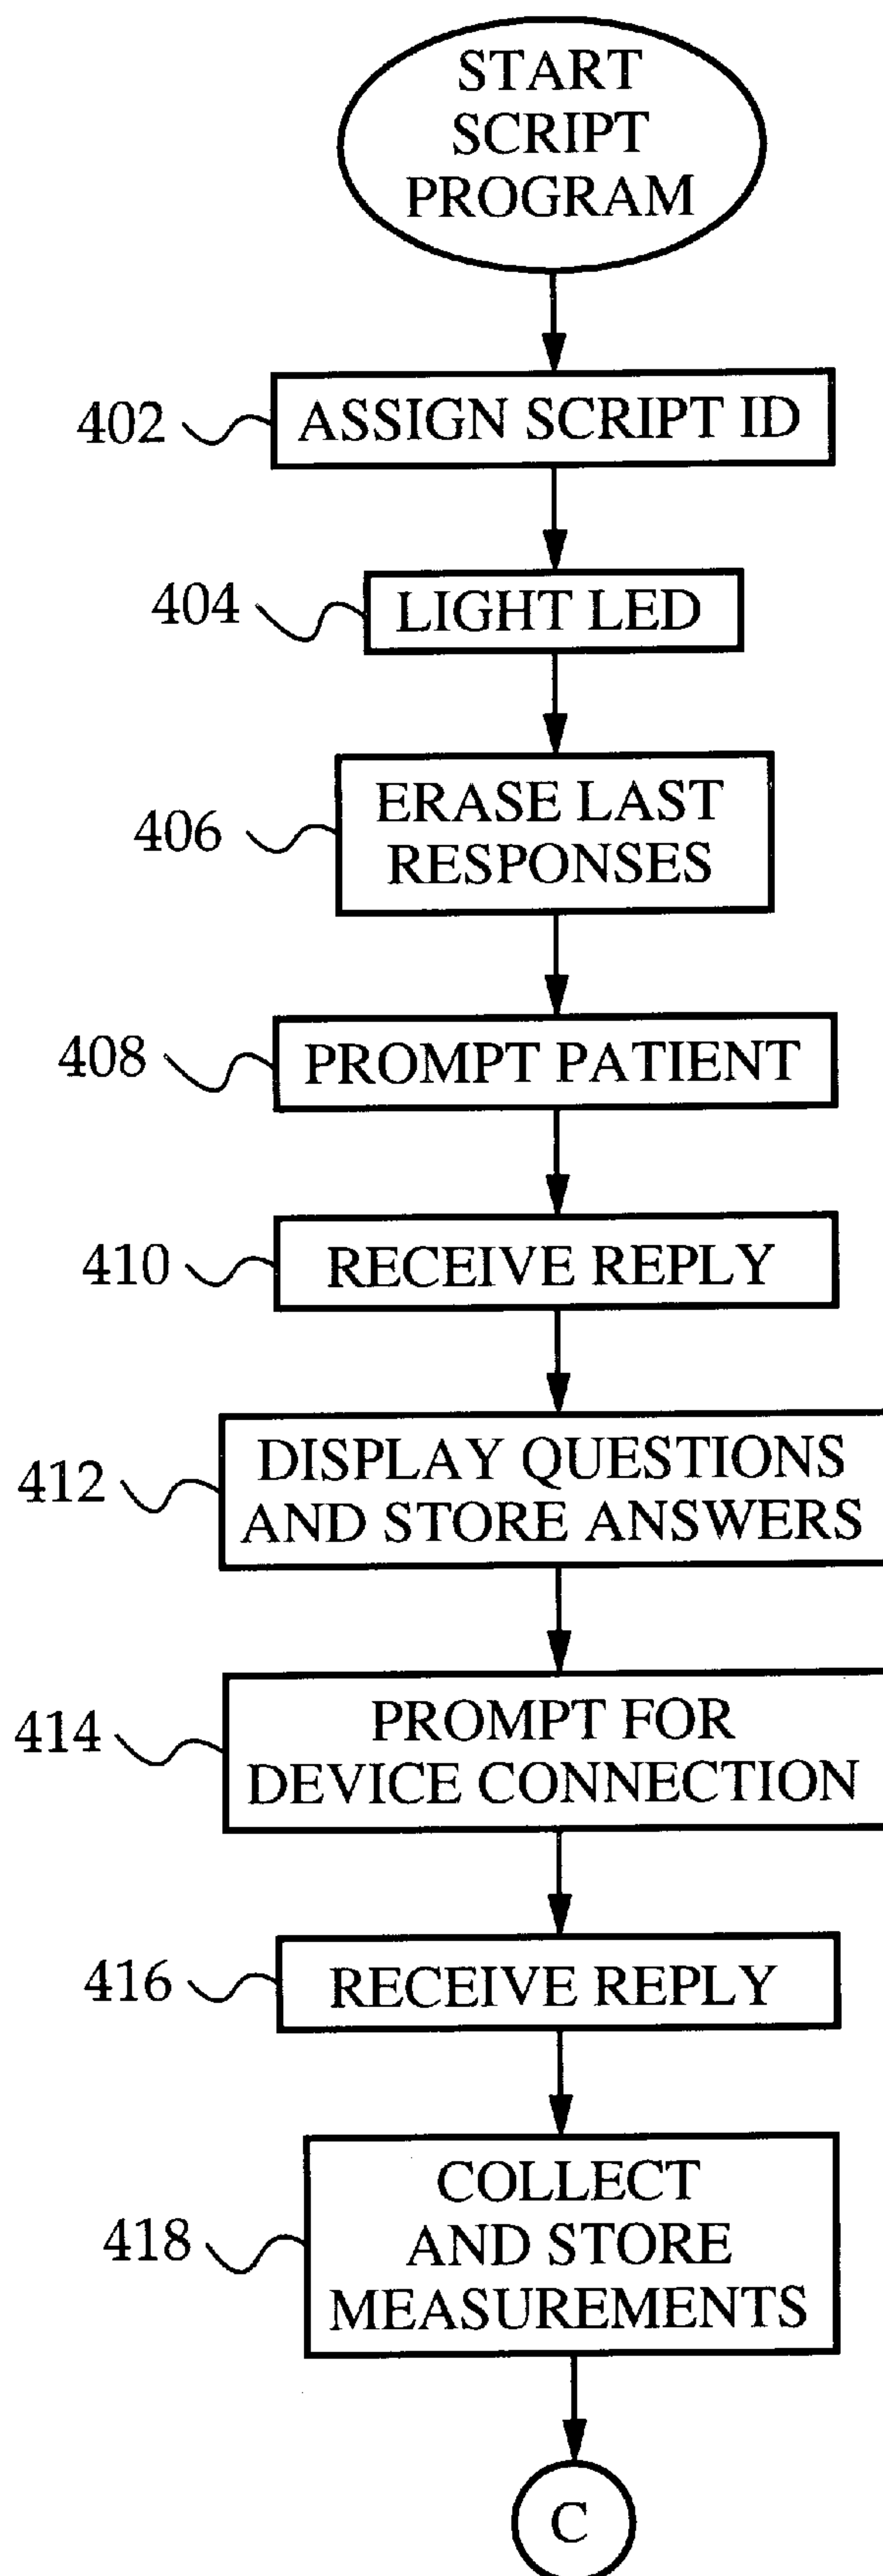 START
SCRIPT
PROGRAM
402
ASSIGN SCRIPT ID
404
LIGHT LED
406
ERASE LAST
RESPONSES
408
PROMPT PATIENT
410
RECEIVE REPLY
412
DISPLAY QUESTIONS
AND STORE ANSWERS
414
PROMPT FOR
DEVICE CONNECTION
416
RECEIVE REPLY
418
COLLECT
AND STORE
MEASUREMENTS
C